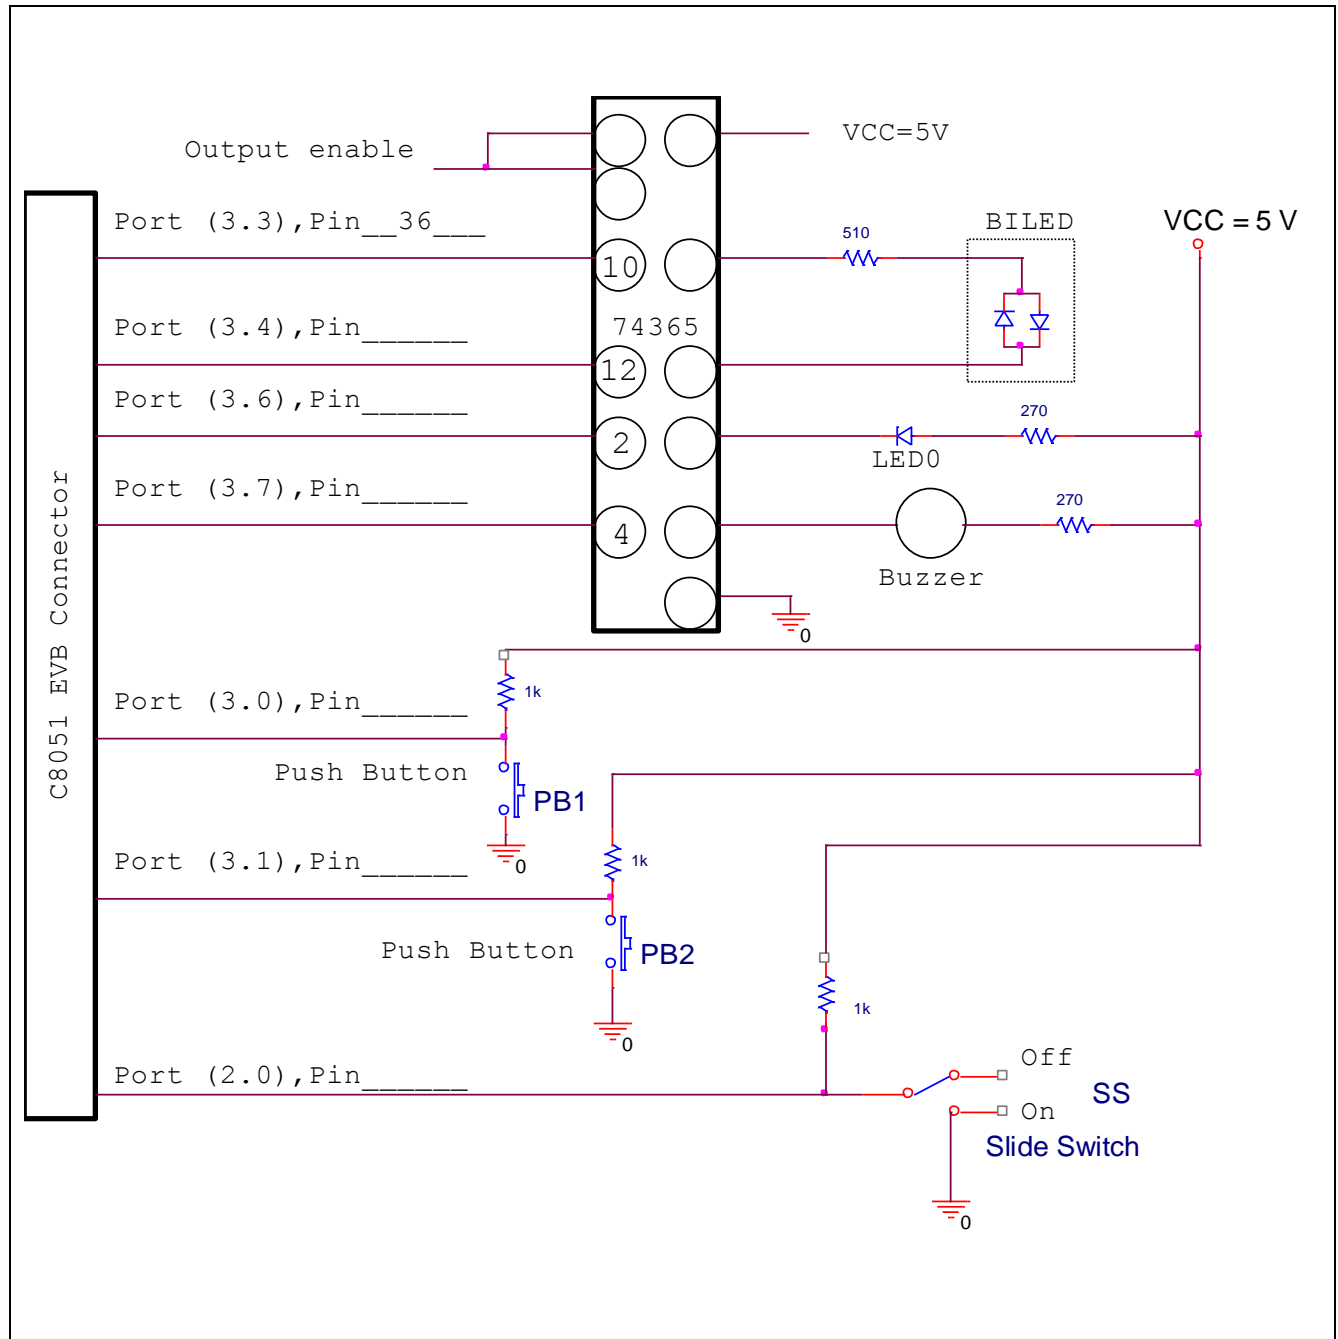 Output enable
VCC=5V
Port (3.3),Pin__36___
510
BILED
VCC = 5 V
10
Port (3.4),Pin______
74365
12
Port (3.6),Pin______
270
2
LED0
Port (3.7),Pin______
270
4
Buzzer
0
C8051 EVB Connector
1k
Port (3.0),Pin______
Push Button
PB1
0
1k
Port (3.1),Pin______
Push Button
PB2
0
1k
Port (2.0),Pin______
Off
SS
On
Slide Switch
0